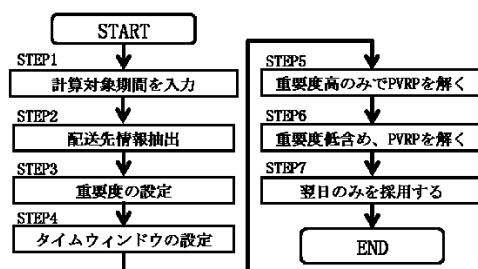 START
STEP1
計算対象期間を入力
STEP2
配送先情報抽出
STEP3
重要度の設定
STEP4
タイムウィンドウの設定
STEP5
重要度高のみでPVRPを解く
STEP6
重要度低含め、PVRPを解く
STEP7
翌日のみを採用する
END